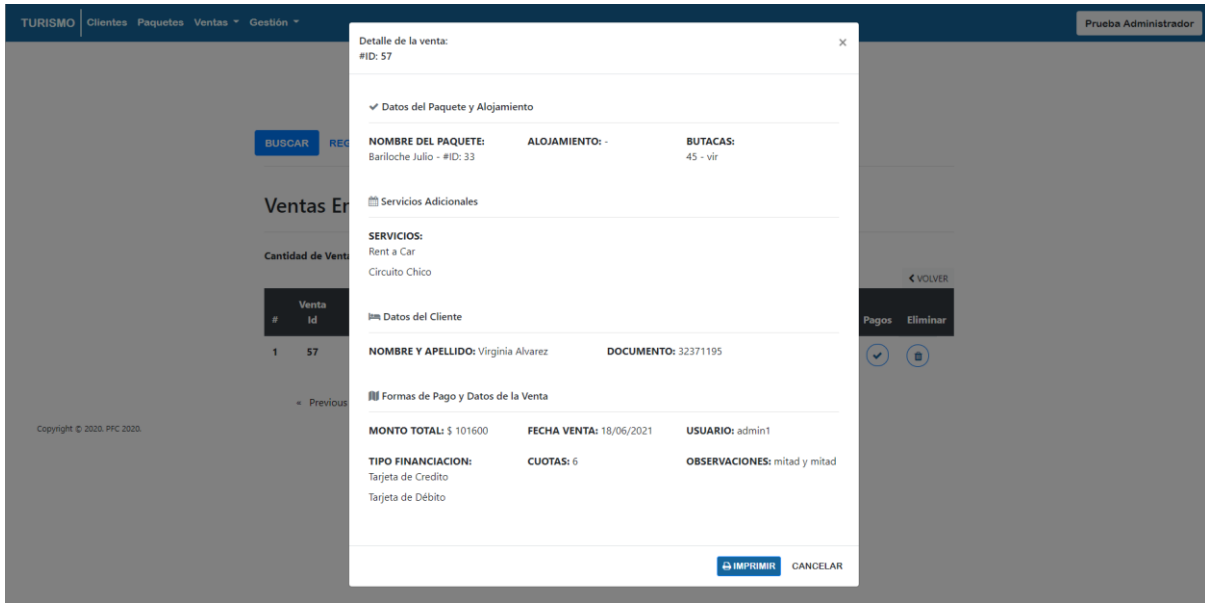 TURISMO Clientes Paquetes Ventas Gestión Prueba Administrador
Detalle de la venta: ×
#ID: 57
Datos del Paquete y Alojamiento
BUSCAR
NOMBRE DEL PAQUETE: ALOJAMIENTO: - BUTACAS:
Bariloche Julio - #ID: 33 45 - vir
Ventas
Servicios Adicionales
SERVICIOS:
Rent a Car
Cantidad de
Circuito Chico
VOLVER
Venta
# Id Pagos Eliminar
Datos del Cliente
1 57
NOMBRE Y APELLIDO: Virginia Alvarez DOCUMENTO: 32371195
Formas de Pago y Datos de la Venta
« Previous
Copyright © 2020. PFC 2020.
MONTO TOTAL: $ 101600 FECHA VENTA: 18/06/2021 USUARIO: admin1
TIPO FINANCIACION: CUOTAS: 6 OBSERVACIONES: mitad y mitad
Tarjeta de Credito
Tarjeta de Débito
IMPRIMIR CANCELAR